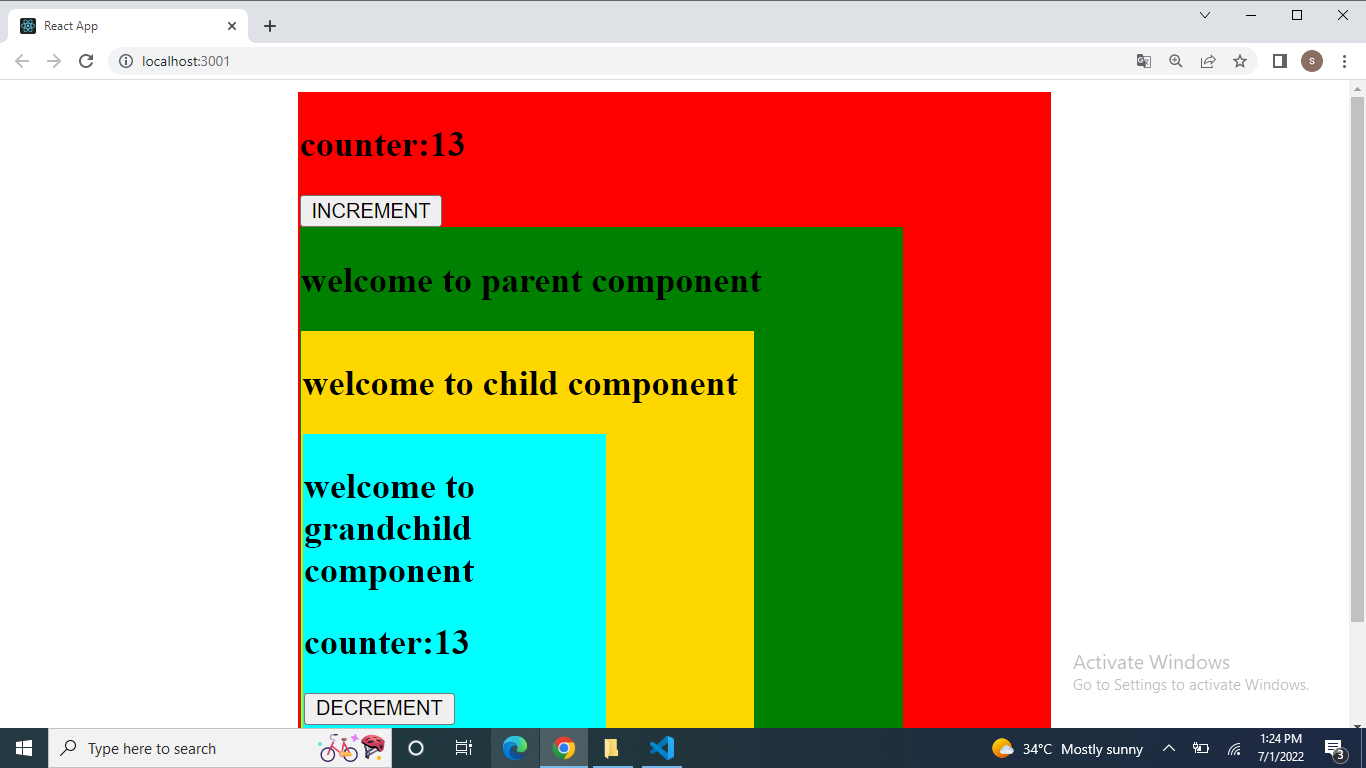 React App
localhost:3001
S
counter:13
INCREMENT
welcome to parent component
welcome to child component
welcome to
grandchild
component
counter:13
DECREMENT
Activate Windows
Go to Settings to activate Windows.
Type here to search
34°C Mostly sunny
1:24 PM
7/1/2022
3